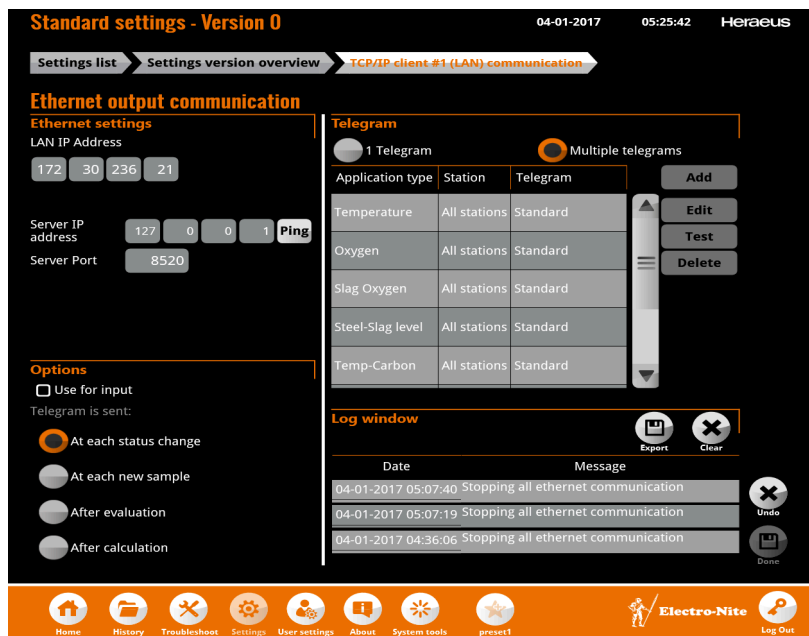 Standard settings - Version 0
04-01-2017
05:25:42
Heraeus
Settings list
Settings version overview
TCP/IP client #1 (LAN) communication
Ethernet output communication
Ethernet settings
LAN IP Address
172 30 236 21
Server IP
address
127 0 0 1 Ping
Server Port 8520
Options
Use for input
Telegram is sent:
At each status change
At each new sample
After evaluation
After calculation
Telegram
1 Telegram
Multiple telegrams
Application type Station Telegram
Temperature All stations Standard
Oxygen All stations Standard
Slag Oxygen All stations Standard
Steel-Slag level All stations Standard
Temp-Carbon All stations Standard
Add
Edit
Test
Delete
Log window
Export
Clear
Date Message
04-01-2017 05:07:40 Stopping all ethernet communication
04-01-2017 05:07:19 Stopping all ethernet communication
04-01-2017 04:36:06 Stopping all ethernet communication
Undo
Done
Home
History
Troubleshoot
Settings
User settings
About
System tools
preset1
Electro-Nite
Log Out